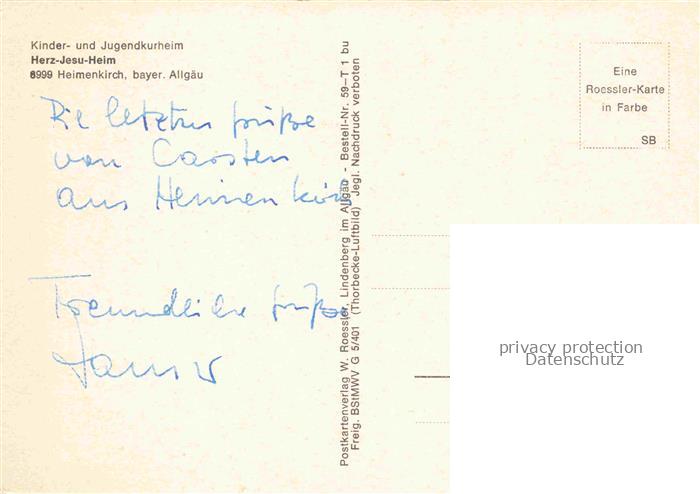 Kinder- und Jugendkurheim
Herz-Jesu-Heim
8999 Heimenkirch, bayer. Allgäu
Die letzten Grüße
von Carsten
aus Heimenkirch
Freundliche Grüße
Postkartenverlag W. Roessler, Lindenberg im Allgäu - Bestell-Nr. 59-T 1 bu
Freig. BStMWV G 5/401 (Thorbecke-Luftbild) Jegl. Nachdruck verboten
Eine
Roessler-Karte
in Farbe
SB
privacy protection
Datenschutz